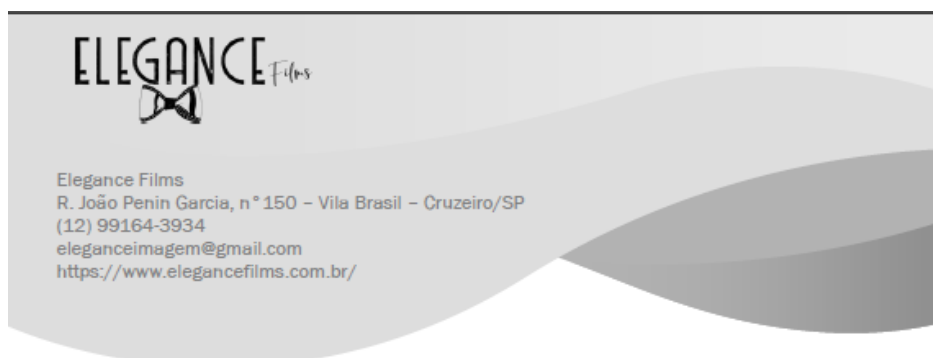 ELEGANCE Films
Elegance Films
R. João Penin Garcia, n°150 – Vila Brasil – Cruzeiro/SP
(12) 99164-3934
eleganceimagem@gmail.com
https://www.elegancefilms.com.br/